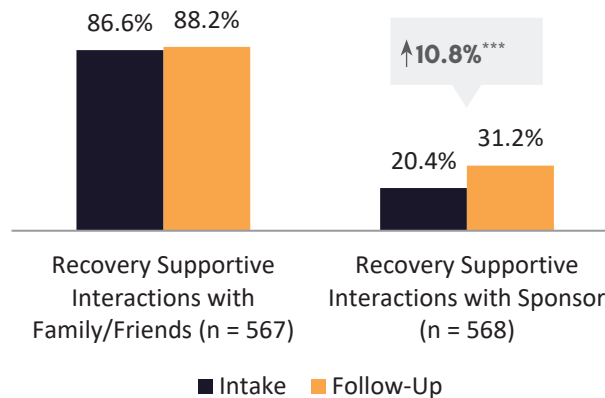 86.6%
88.2%
↑10.8%***
20.4%
31.2%
Recovery Supportive
Interactions with
Family/Friends (n = 567)
Recovery Supportive
Interactions with Sponsor
(n = 568)
Intake
Follow-Up